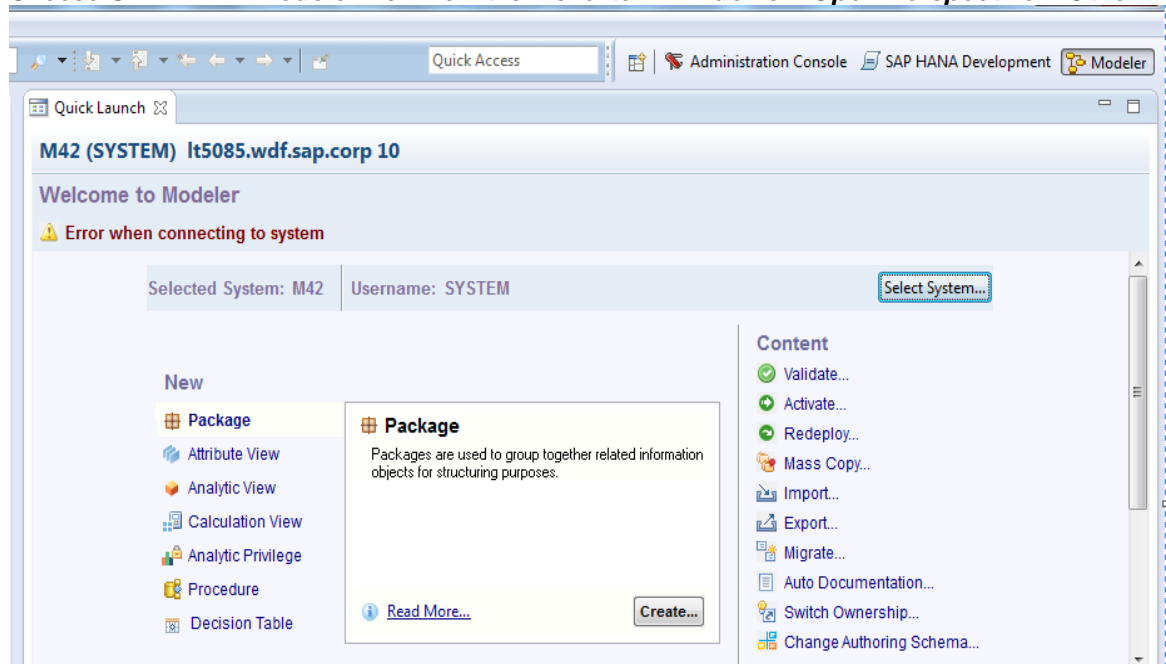 Quick Access
Administration Console
SAP HANA Development
Modeler
Quick Launch
M42 (SYSTEM) lt5085.wdf.sap.corp 10
Welcome to Modeler
Error when connecting to system
Selected System: M42
Username: SYSTEM
Select System...
New
Package
Attribute View
Analytic View
Calculation View
Analytic Privilege
Procedure
Decision Table
Package
Packages are used to group together related information
objects for structuring purposes.
Read More...
Create...
Content
Validate...
Activate...
Redeploy...
Mass Copy...
Import...
Export...
Migrate...
Auto Documentation...
Switch Ownership...
Change Authoring Schema...